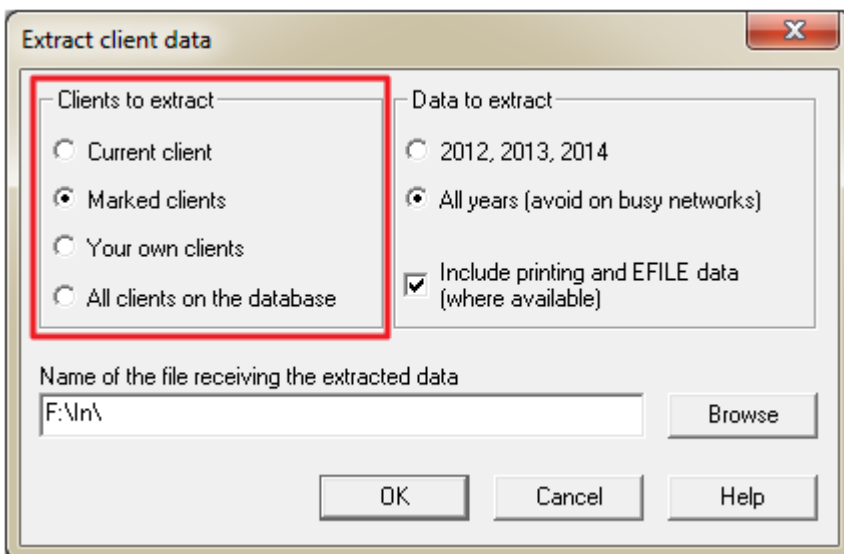 Extract client data
Clients to extract
Current client
Marked clients
Your own clients
All clients on the database
Data to extract
2012, 2013, 2014
All years (avoid on busy networks)
Include printing and EFILE data
(where available)
Name of the file receiving the extracted data
F:\In\
Browse
OK
Cancel
Help